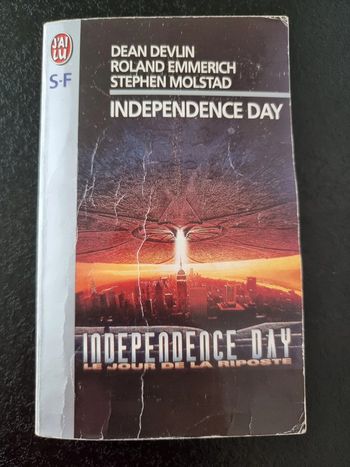 J'AI
LU
S-F
DEAN DEVLIN
ROLAND EMMERICH
STEPHEN MOLSTAD
INDEPENDENCE DAY
INDEPENDENCE DAY
LE JOUR DE LA RIPOSTE